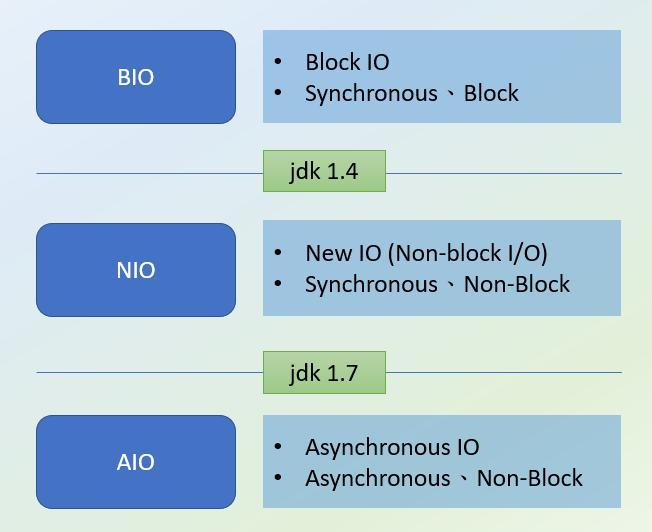 BIO
• Block IO
• Synchronous、Block
jdk 1.4
NIO
• New IO (Non-block I/O)
• Synchronous、Non-Block
jdk 1.7
AIO
• Asynchronous IO
• Asynchronous、Non-Block